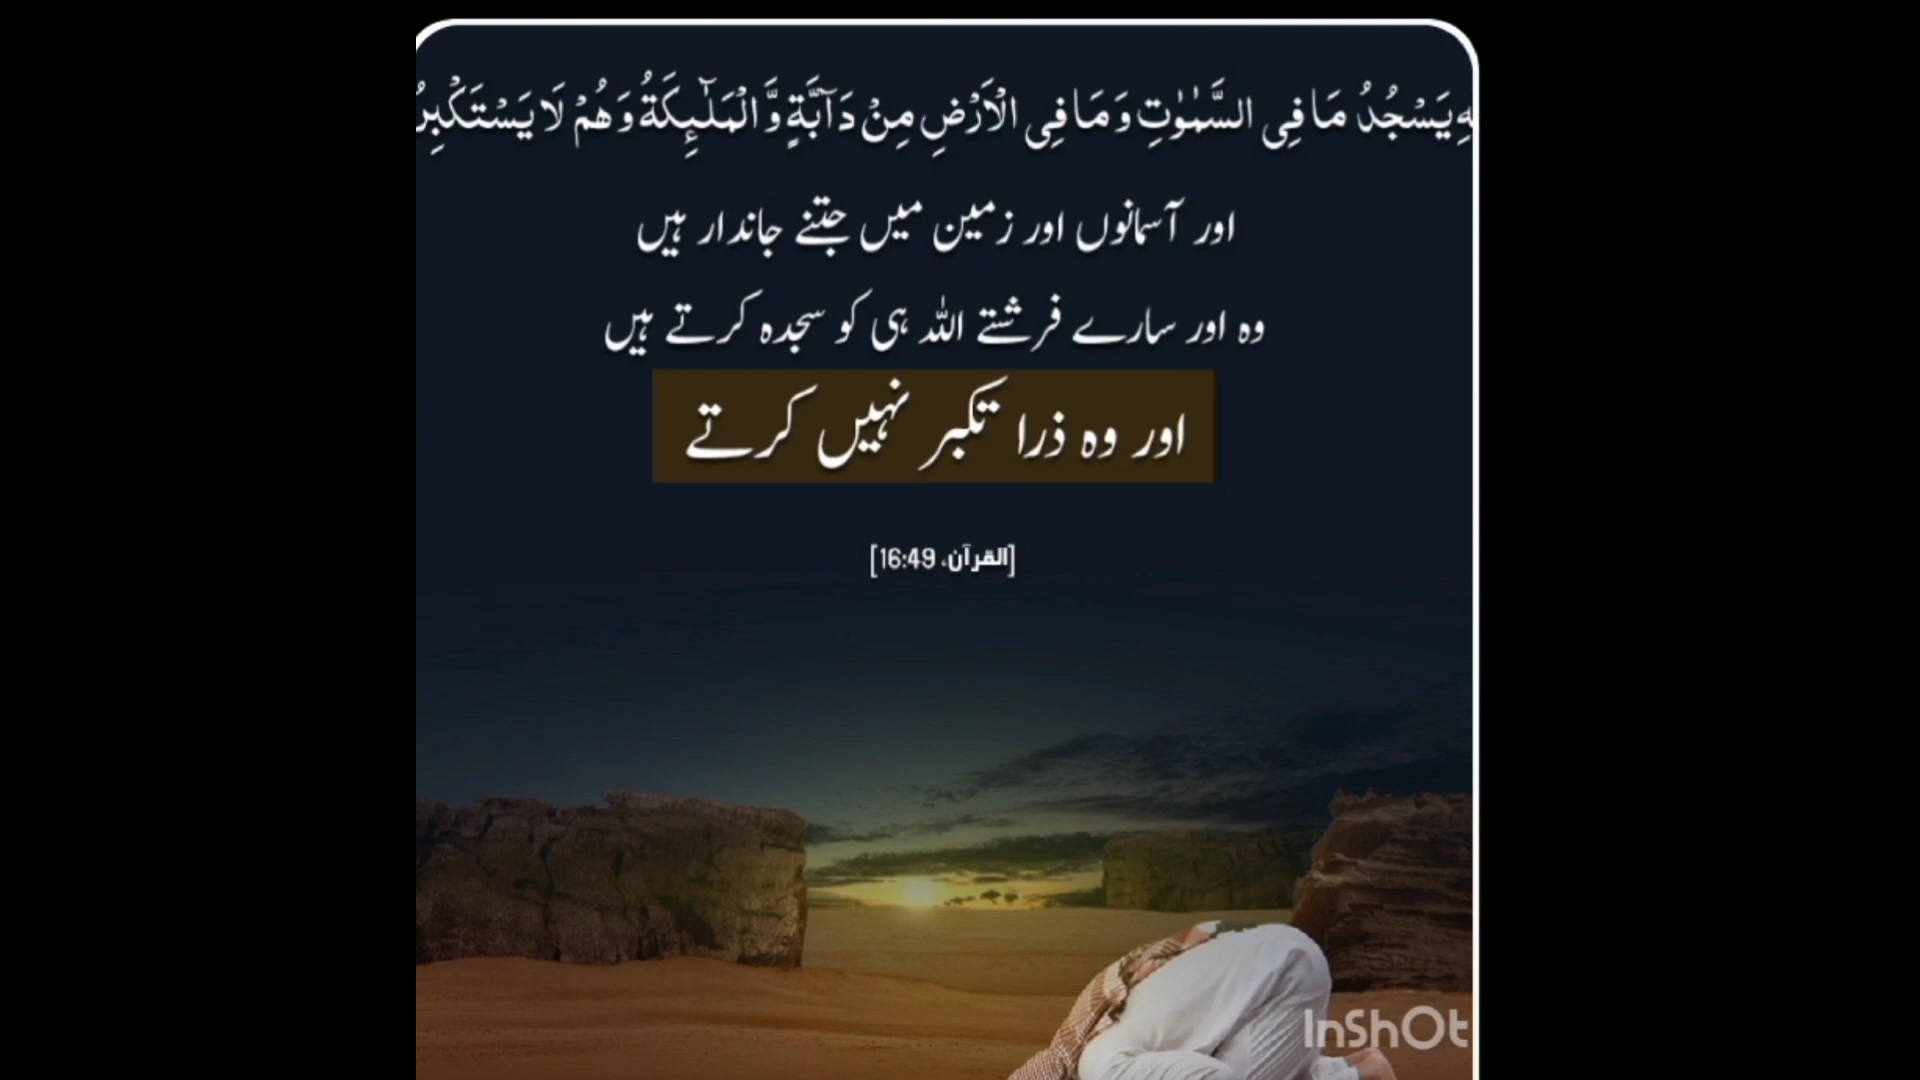 يَسْجُدُ مَا فِي السَّمٰوٰتِ وَمَا فِي الْاَرْضِ مِنْ دَآبَّةٍ وَّالْمَلٰٓئِكَةُ وَهُمْ لَا يَسْتَكْبِرُ
اور آسمانوں اور زمین میں جتنے جاندار ہیں
وہ اور سارے فرشتے اللہ ہی کو سجدہ کرتے ہیں
اور وہ ذرا تکبر نہیں کرتے
[القرآن، 16:49]
InShOt